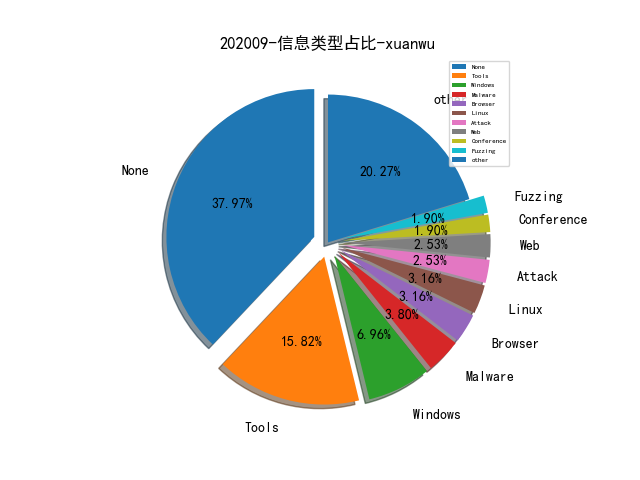 202009-信息类型占比-xuanwu
None
Tools
Windows
Malware
Browser
Linux
Attack
Web
Conference
Fuzzing
other
other
20.27%
None
37.97%
Fuzzing
1.90%
Conference
1.90%
Web
2.53%
Attack
2.53%
Linux
3.16%
Browser
3.16%
Malware
3.80%
Windows
6.96%
Tools
15.82%